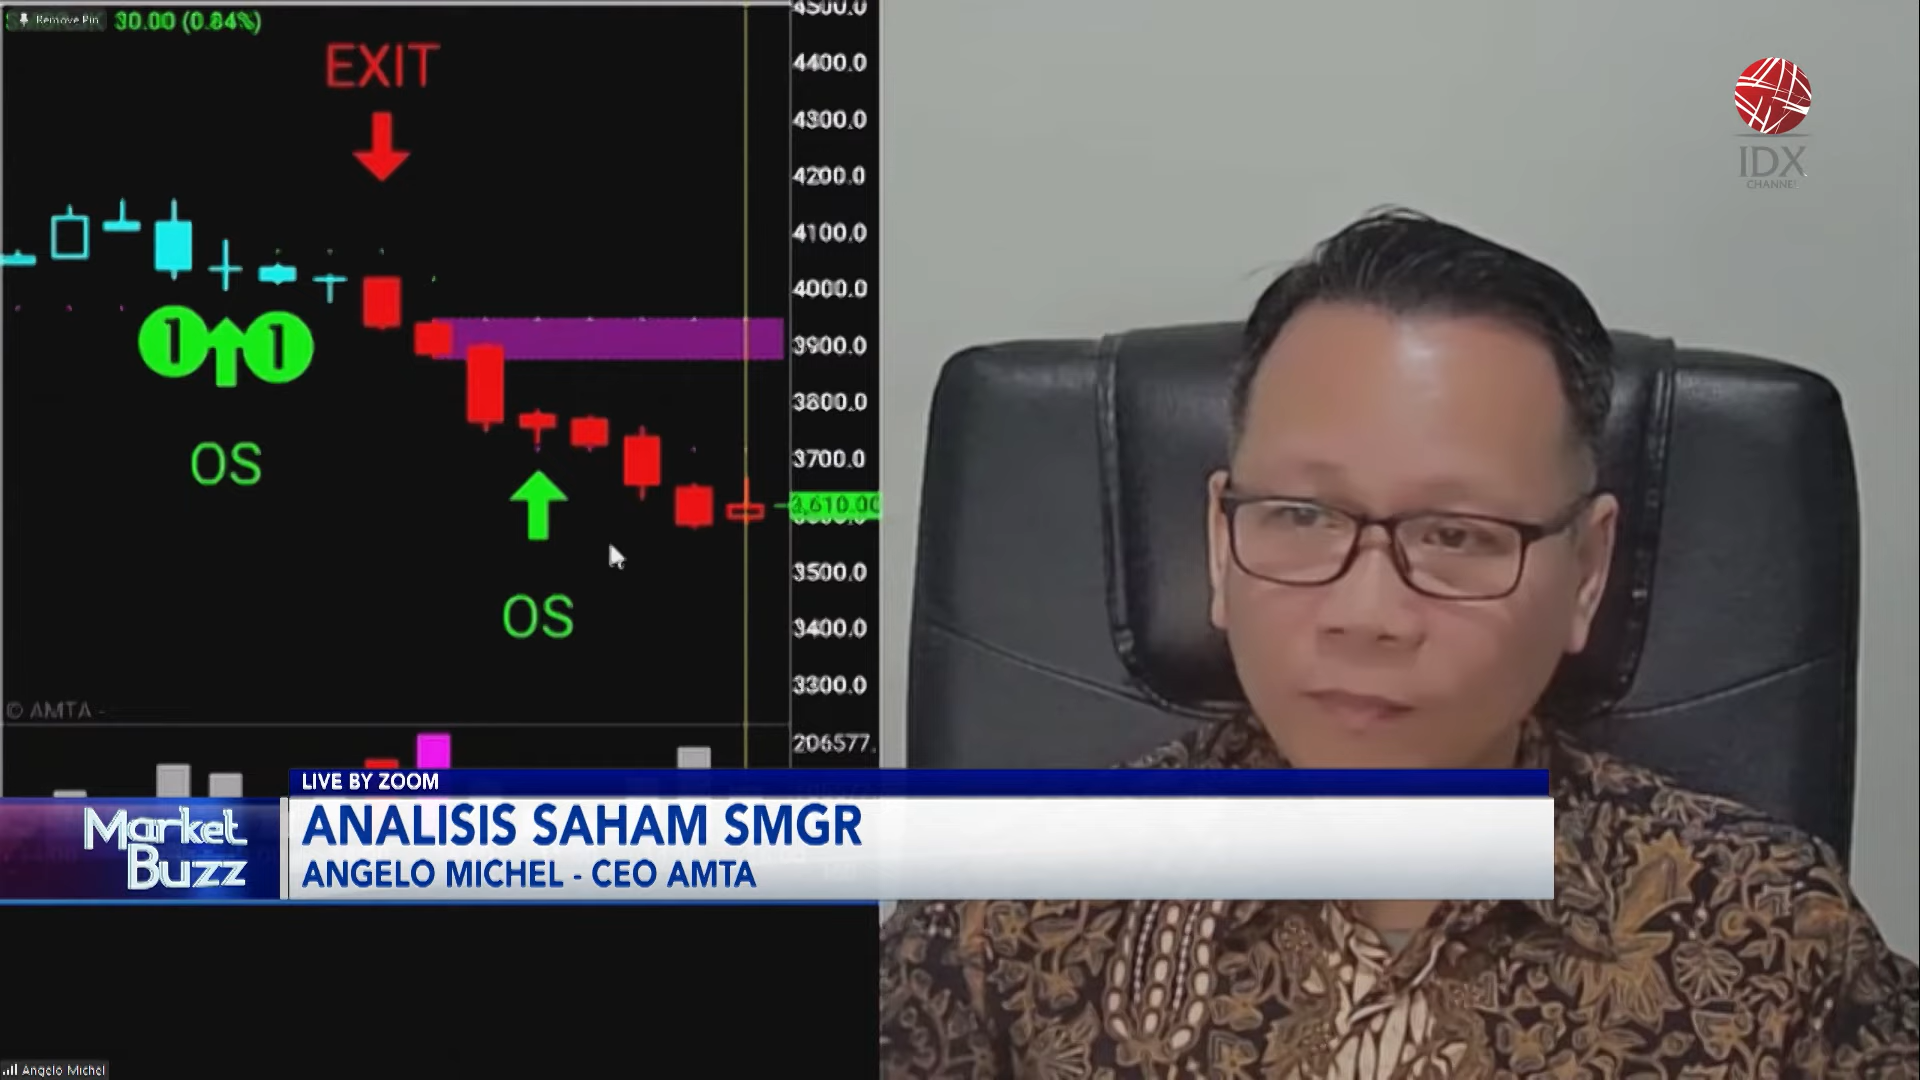 Remove Pin
30.00 (0.84%)
EXIT
OS
OS
4500.0
4400.0
4300.0
4200.0
4100.0
4000.0
3900.0
3800.0
3700.0
3,610.00
3500.0
3400.0
3300.0
206577.
© AMTA -
1
1
IDX
CHANNEL
LIVE BY ZOOM
Market
Buzz
ANALISIS SAHAM SMGR
ANGELO MICHEL - CEO AMTA
Angelo Michel